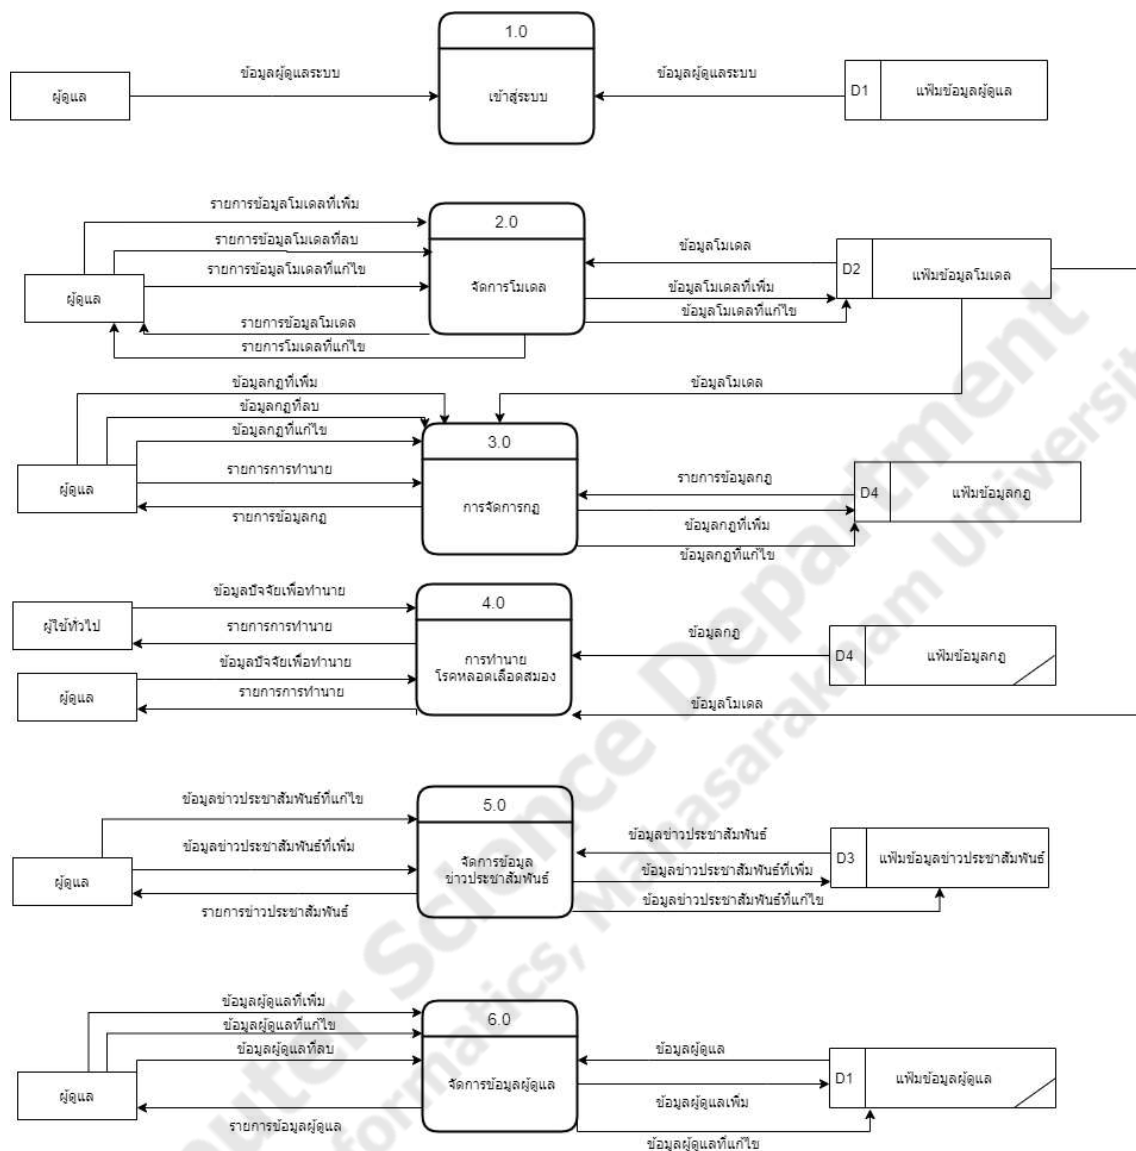 1.0
ข้อมูลผู้ดูแลระบบ
ข้อมูลผู้ดูแลระบบ
ผู้ดูแล
เข้าสู่ระบบ
D1
แฟ้มข้อมูลผู้ดูแล
รายการข้อมูลโมเดลที่เพิ่ม
2.0
รายการข้อมูลโมเดลที่ลบ
ข้อมูลโมเดล
รายการข้อมูลโมเดลที่แก้ไข
D2
แฟ้มข้อมูลโมเดล
ผู้ดูแล
จัดการโมเดล
ข้อมูลโมเดลที่เพิ่ม
ข้อมูลโมเดลที่แก้ไข
รายการข้อมูลโมเดล
รายการโมเดลที่แก้ไข
ข้อมูลกฏที่เพิ่ม
ข้อมูลโมเดล
ข้อมูลกฏที่ลบ
ข้อมูลกฏที่แก้ไข
3.0
รายการการทำนาย
รายการข้อมูลกฏ
ผู้ดูแล
D4
แฟ้มข้อมูลกฏ
การจัดการกฏ
รายการข้อมูลกฏ
ข้อมูลกฏที่เพิ่ม
ข้อมูลกฏที่แก้ไข
ข้อมูลปัจจัยเพื่อทำนาย
4.0
ผู้ใช้ทั่วไป
รายการการทำนาย
ข้อมูลกฏ
ข้อมูลปัจจัยเพื่อทำนาย
การทำนาย
โรคหลอดเลือดสมอง
D4
แฟ้มข้อมูลกฏ
รายการการทำนาย
ผู้ดูแล
ข้อมูลโมเดล
ข้อมูลข่าวประชาสัมพันธ์ที่แก้ไข
5.0
ข้อมูลข่าวประชาสัมพันธ์
ข้อมูลข่าวประชาสัมพันธ์ที่เพิ่ม
จัดการข้อมูล
ข่าวประชาสัมพันธ์
D3
แฟ้มข้อมูลข่าวประชาสัมพันธ์
ผู้ดูแล
ข้อมูลข่าวประชาสัมพันธ์ที่เพิ่ม
ข้อมูลข่าวประชาสัมพันธ์ที่แก้ไข
รายการข่าวประชาสัมพันธ์
ข้อมูลผู้ดูแลที่เพิ่ม
6.0
ข้อมูลผู้ดูแลที่แก้ไข
ข้อมูลผู้ดูแลที่ลบ
ข้อมูลผู้ดูแล
ผู้ดูแล
จัดการข้อมูลผู้ดูแล
D1
แฟ้มข้อมูลผู้ดูแล
ข้อมูลผู้ดูแลเพิ่ม
รายการข้อมูลผู้ดูแล
ข้อมูลผู้ดูแลที่แก้ไข
uter Science Department
formatics, Mahasarakham Universit